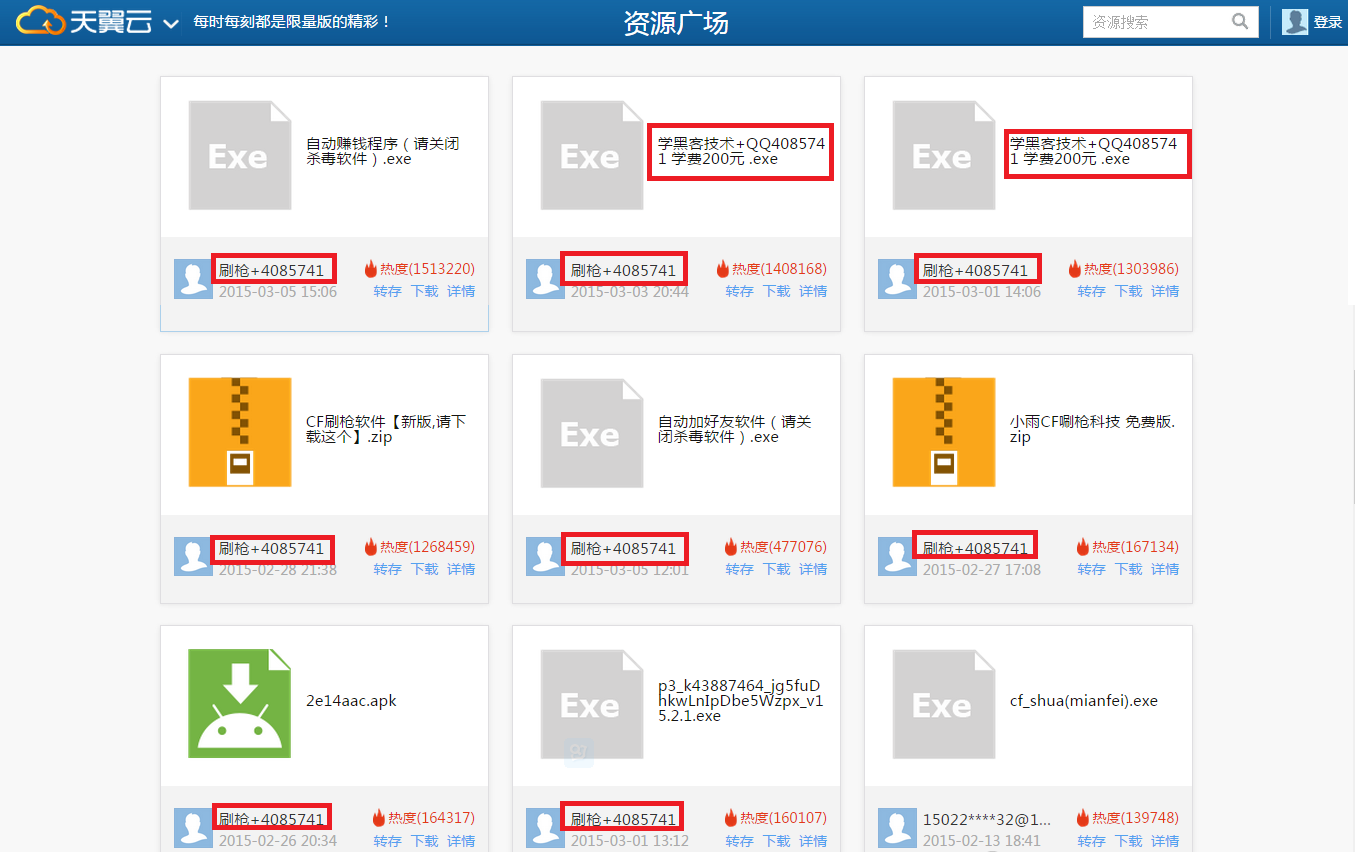 天翼云 每时每刻都是限量版的精彩！ 资源广场 资源搜索 登录
Exe
自动赚钱程序（请关闭
杀毒软件）.exe
刷枪+4085741 热度(1513220)
2015-03-05 15:06 转存 下载 详情
Exe
学黑客技术+QQ408574
1 学费200元 .exe
刷枪+4085741 热度(1408168)
2015-03-03 20:44 转存 下载 详情
Exe
学黑客技术+QQ408574
1 学费200元 .exe
刷枪+4085741 热度(1303986)
2015-03-01 14:06 转存 下载 详情
CF刷枪软件【新版,请下
载这个】.zip
刷枪+4085741 热度(1268459)
2015-02-28 21:38 转存 下载 详情
Exe
自动加好友软件（请关
闭杀毒软件）.exe
刷枪+4085741 热度(477076)
2015-03-05 12:01 转存 下载 详情
小雨CF唰枪科技 免费版.
zip
刷枪+4085741 热度(167134)
2015-02-27 17:08 转存 下载 详情
2e14aac.apk
刷枪+4085741 热度(164317)
2015-02-26 20:34 转存 下载 详情
Exe
p3_k43887464_jg5fuD
hkwLnIpDbe5Wzpx_v1
5.2.1.exe
刷枪+4085741 热度(160107)
2015-03-01 13:12 转存 下载 详情
Exe
cf_shua(mianfei).exe
15022****32@1... 热度(139748)
2015-02-13 18:41 转存 下载 详情